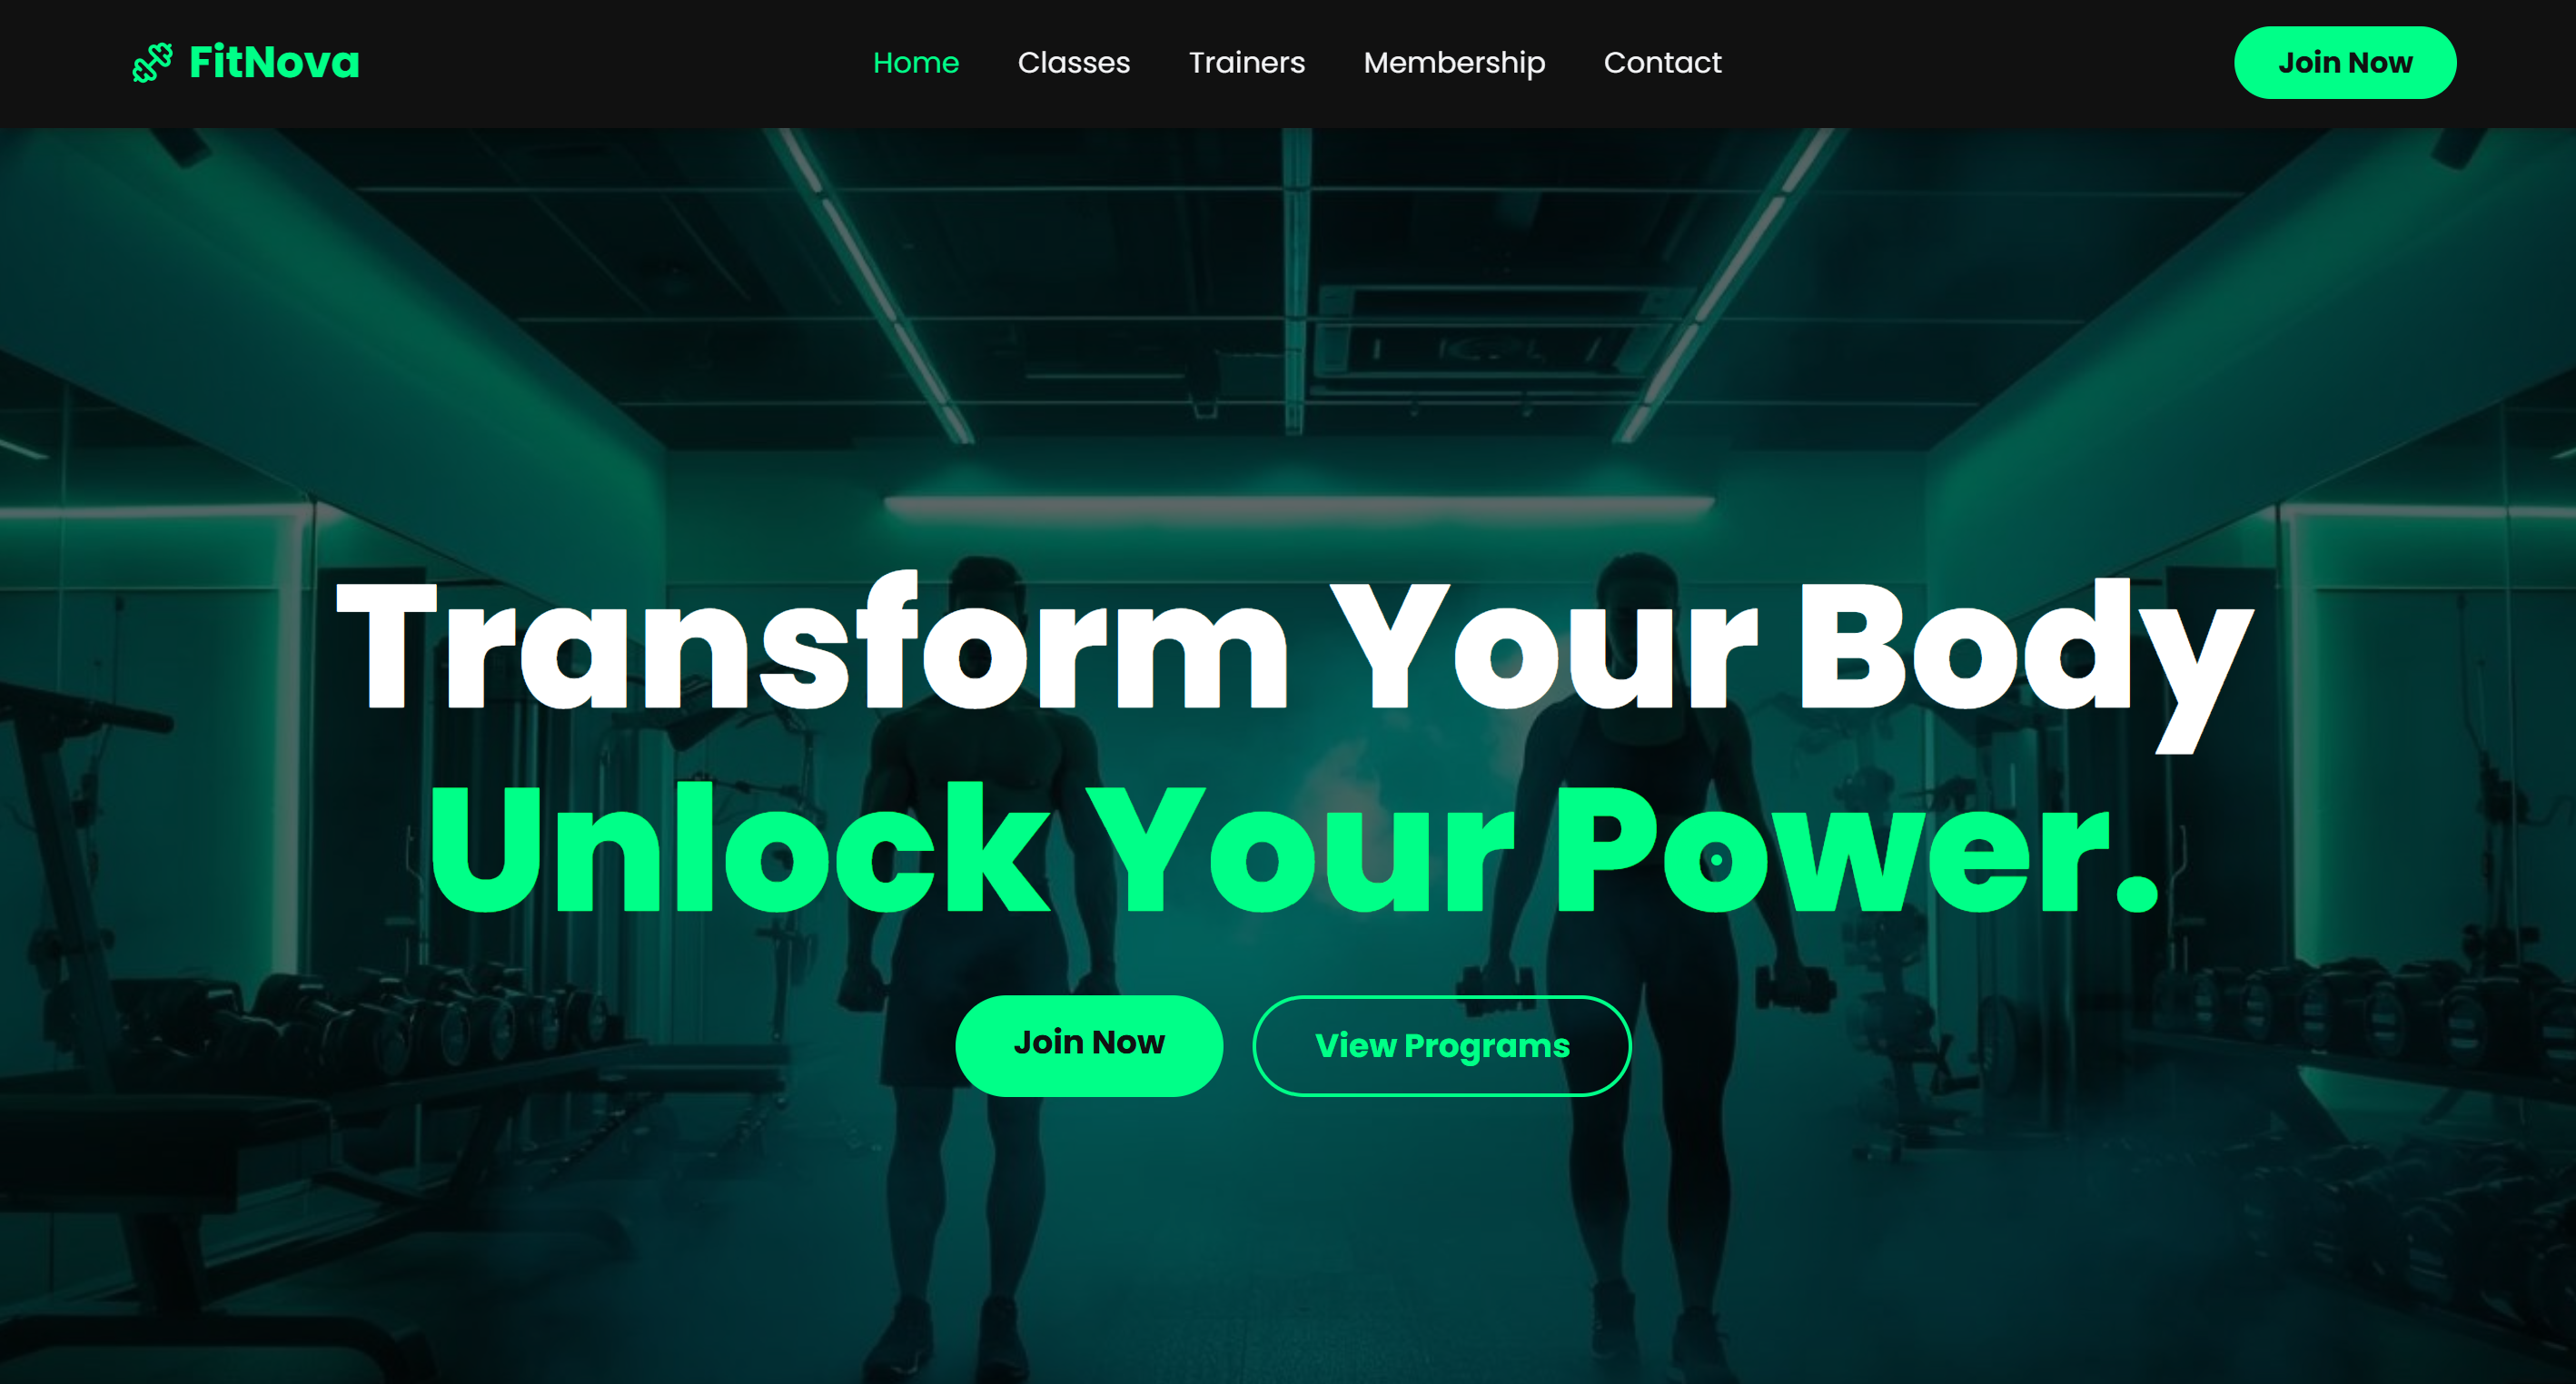 FitNova
Home Classes Trainers Membership Contact
Join Now
Transform Your Body
Unlock Your Power.
Join Now
View Programs